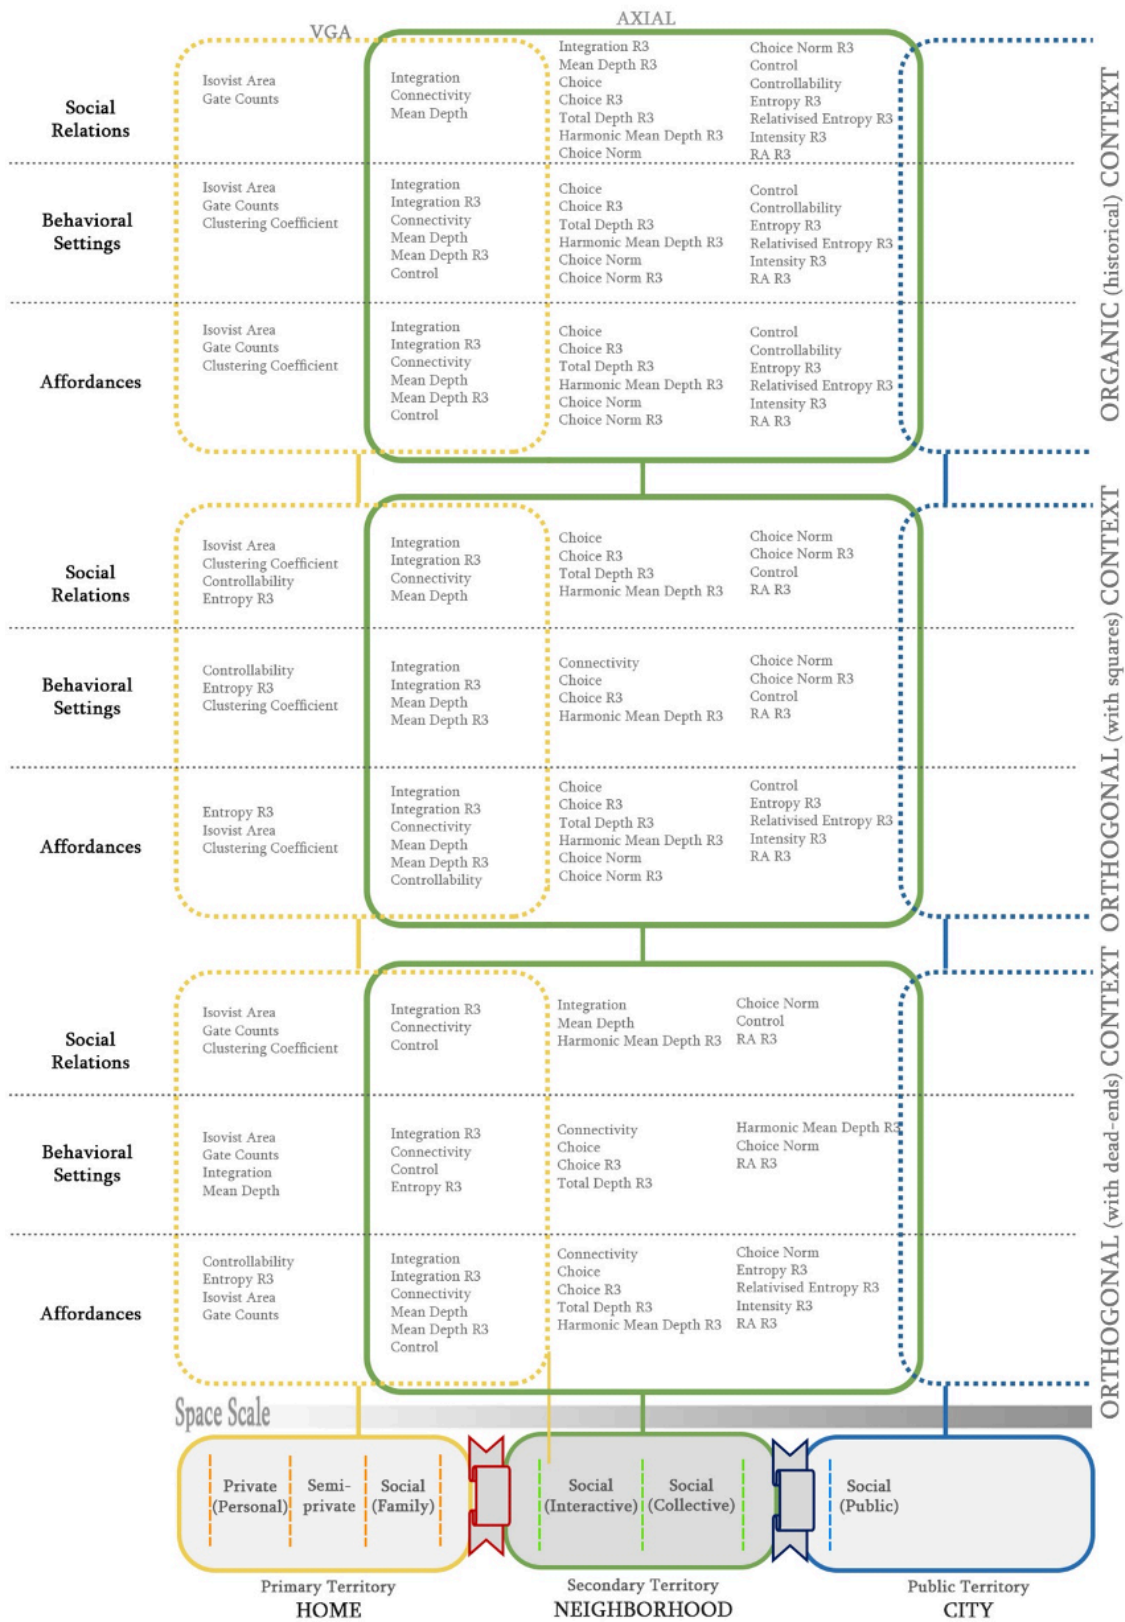 VGA
AXIAL
Social
Relations
Isovist Area
Gate Counts
Integration
Connectivity
Mean Depth
Integration R3
Mean Depth R3
Choice
Choice R3
Total Depth R3
Harmonic Mean Depth R3
Choice Norm
Choice Norm R3
Control
Controllability
Entropy R3
Relativised Entropy R3
Intensity R3
RA R3
Behavioral
Settings
Isovist Area
Gate Counts
Clustering Coefficient
Integration
Integration R3
Connectivity
Mean Depth
Mean Depth R3
Control
Choice
Choice R3
Total Depth R3
Harmonic Mean Depth R3
Choice Norm
Choice Norm R3
Control
Controllability
Entropy R3
Relativised Entropy R3
Intensity R3
RA R3
Affordances
Isovist Area
Gate Counts
Clustering Coefficient
Integration
Integration R3
Connectivity
Mean Depth
Mean Depth R3
Control
Choice
Choice R3
Total Depth R3
Harmonic Mean Depth R3
Choice Norm
Choice Norm R3
Control
Controllability
Entropy R3
Relativised Entropy R3
Intensity R3
RA R3
ORGANIC (historical) CONTEXT
Social
Relations
Isovist Area
Clustering Coefficient
Controllability
Entropy R3
Integration
Integration R3
Connectivity
Mean Depth
Choice
Choice R3
Total Depth R3
Harmonic Mean Depth R3
Choice Norm
Choice Norm R3
Control
RA R3
Behavioral
Settings
Controllability
Entropy R3
Clustering Coefficient
Integration
Integration R3
Mean Depth
Mean Depth R3
Connectivity
Choice
Choice R3
Harmonic Mean Depth R3
Choice Norm
Choice Norm R3
Control
RA R3
Affordances
Entropy R3
Isovist Area
Clustering Coefficient
Integration
Integration R3
Connectivity
Mean Depth
Mean Depth R3
Controllability
Choice
Choice R3
Total Depth R3
Harmonic Mean Depth R3
Choice Norm
Choice Norm R3
Control
Entropy R3
Relativised Entropy R3
Intensity R3
RA R3
ORTHOGONAL (with squares) CONTEXT
Social
Relations
Isovist Area
Gate Counts
Clustering Coefficient
Integration R3
Connectivity
Control
Integration
Mean Depth
Harmonic Mean Depth R3
Choice Norm
Control
RA R3
Behavioral
Settings
Isovist Area
Gate Counts
Integration
Mean Depth
Integration R3
Connectivity
Control
Entropy R3
Connectivity
Choice
Choice R3
Total Depth R3
Harmonic Mean Depth R3
Choice Norm
RA R3
Affordances
Controllability
Entropy R3
Isovist Area
Gate Counts
Integration
Integration R3
Connectivity
Mean Depth
Mean Depth R3
Control
Connectivity
Choice
Choice R3
Total Depth R3
Harmonic Mean Depth R3
Choice Norm
Entropy R3
Relativised Entropy R3
Intensity R3
RA R3
ORTHOGONAL (with dead-ends) CONTEXT
Space Scale
Private
(Personal)
Semi-
private
Social
(Family)
Social
(Interactive)
Social
(Collective)
Social
(Public)
Primary Territory
HOME
Secondary Territory
NEIGHBORHOOD
Public Territory
CITY